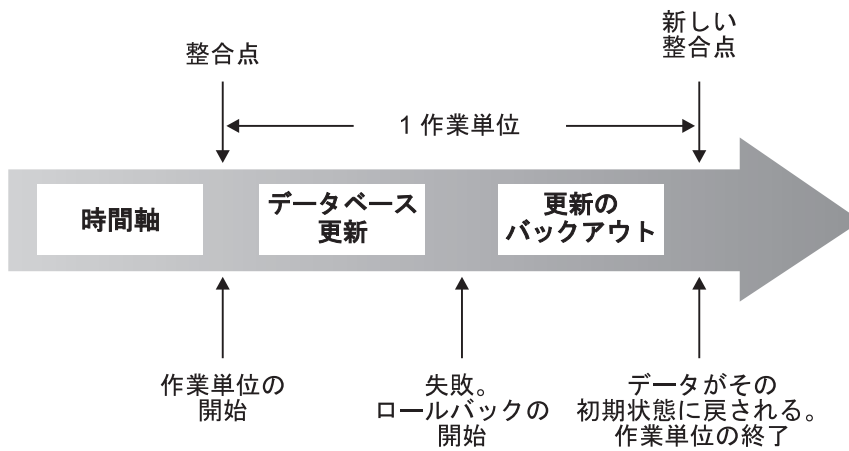 整合点
新しい
整合点
1 作業単位
時間軸
データベース
更新
更新の
バックアウト
作業単位の
開始
失敗。
ロールバックの
開始
データがその
初期状態に戻される。
作業単位の終了